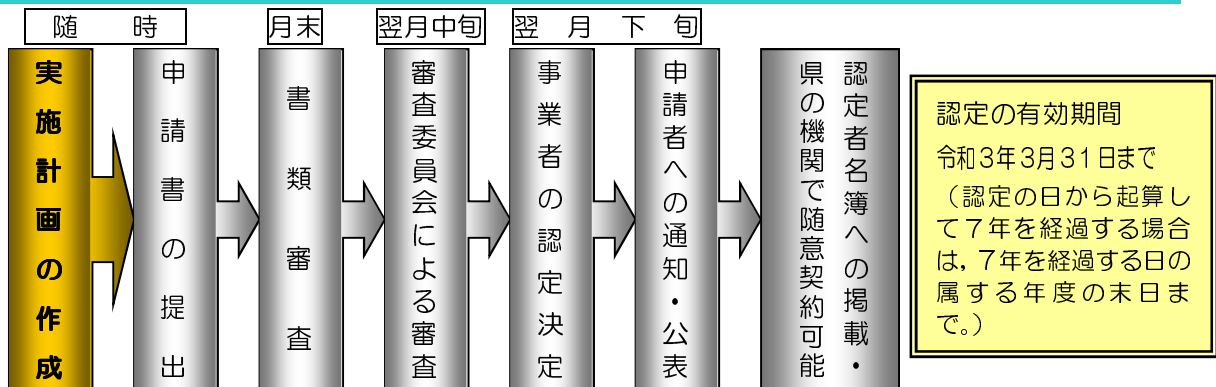 随時
月末
翌月中旬
翌月下旬
実施計画の作成
申請書の提出
書類審査
審査委員会による審査
事業者の認定決定
申請者への通知・公表
認定者名簿への掲載・
県の機関で随意契約可能
認定の有効期間
令和3年3月31日まで
（認定の日から起算し
て７年を経過する場合
は，７年を経過する日の
属する年度の末日ま
で。）